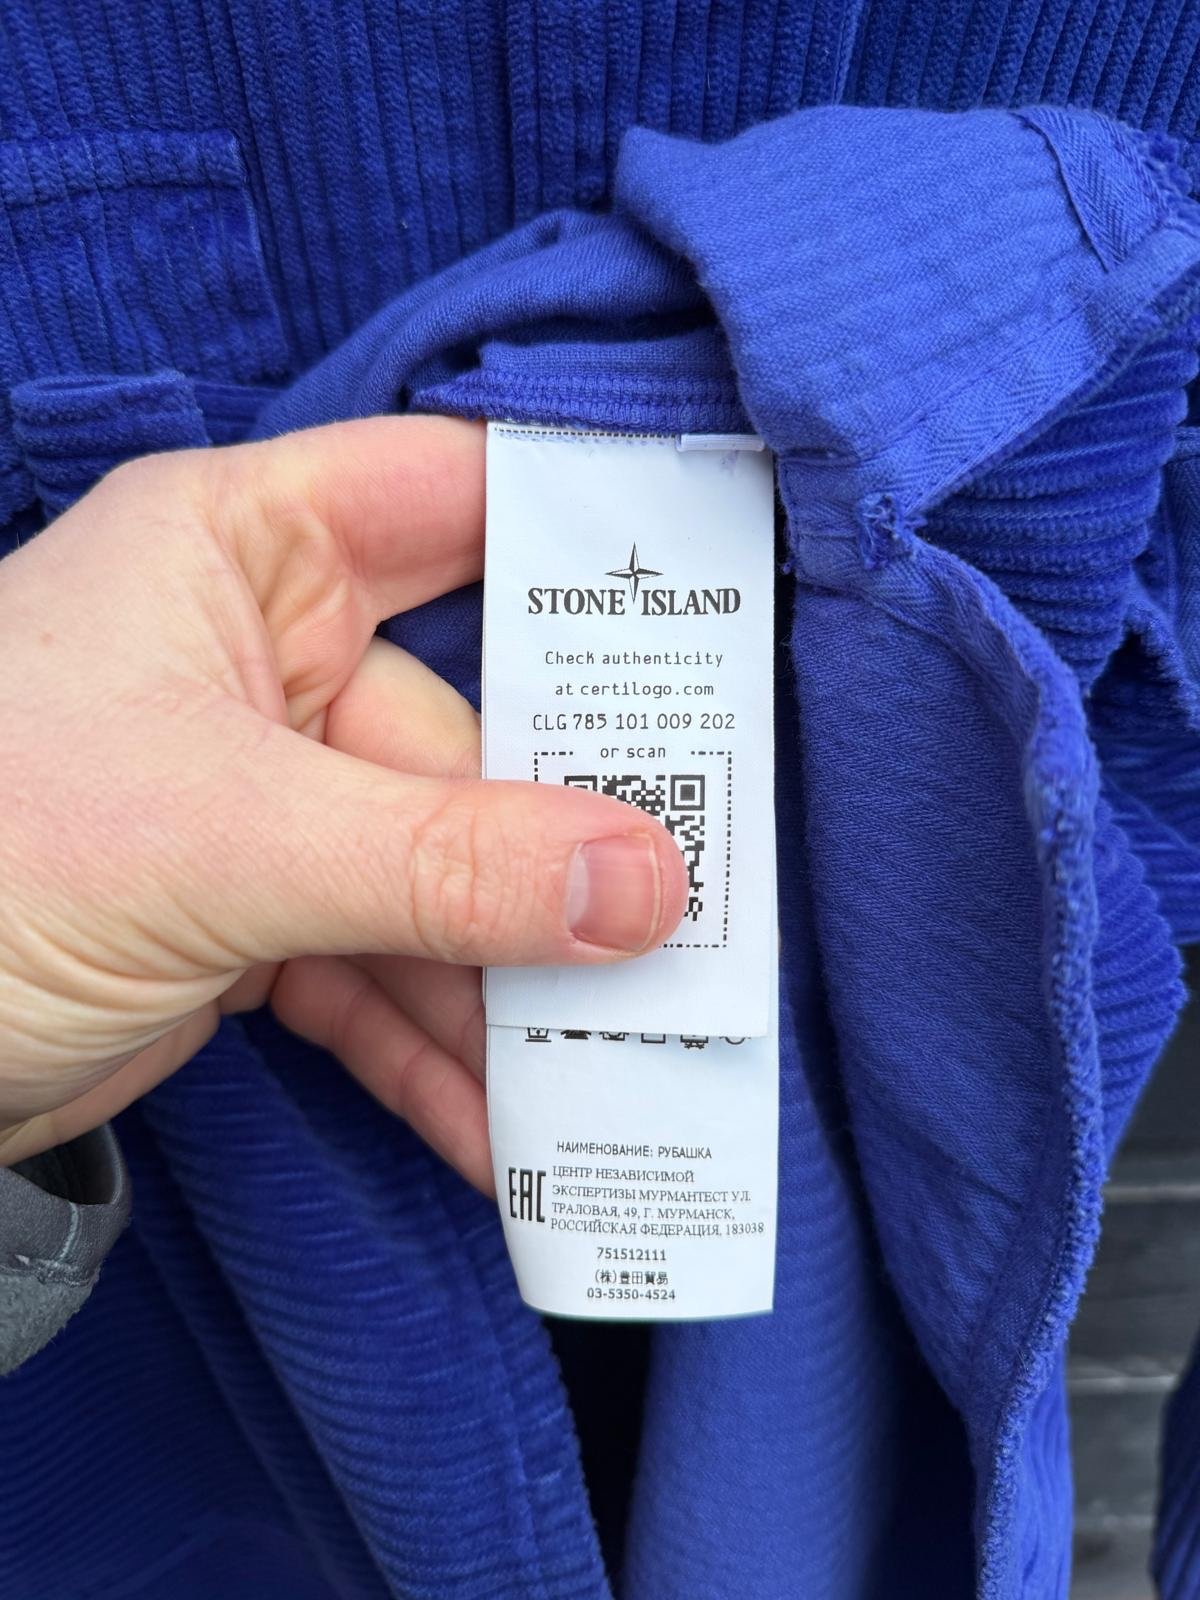 STONE ISLAND
Check authenticity
at certilogo.com
CLG 785 101 009 202
or scan
НАИМЕНОВАНИЕ: РУБАШКА
EAC
ЦЕНТР НЕЗАВИСИМОЙ
ЭКСПЕРТИЗЫ МУРМАНТЕСТ УЛ.
ТРАЛОВАЯ, 49, Г. МУРМАНСК,
РОССИЙСКАЯ ФЕДЕРАЦИЯ, 183038
751512111
(株)豊田貿易
03-5350-4524